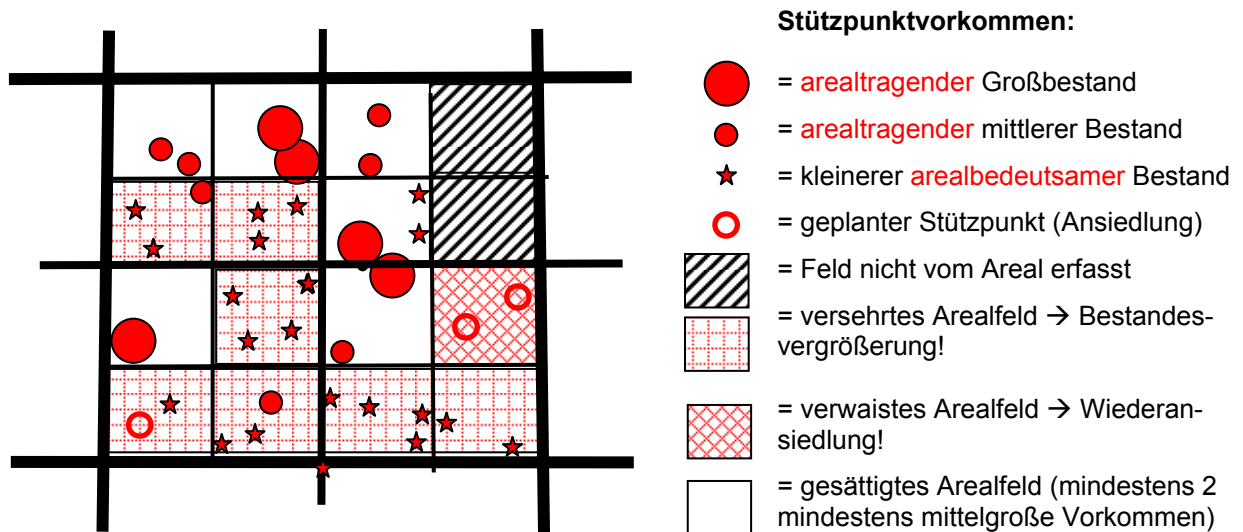 Stützpunktvorkommen:
= arealtragender Großbestand
= arealtragender mittlerer Bestand
= kleinerer arealbedeutsamer Bestand
= geplanter Stützpunkt (Ansiedlung)
= Feld nicht vom Areal erfasst
= versehrtes Arealfeld → Bestandes-
vergrößerung!
= verwaistes Arealfeld → Wiederan-
siedlung!
= gesättigtes Arealfeld (mindestens 2
mindestens mittelgroße Vorkommen)